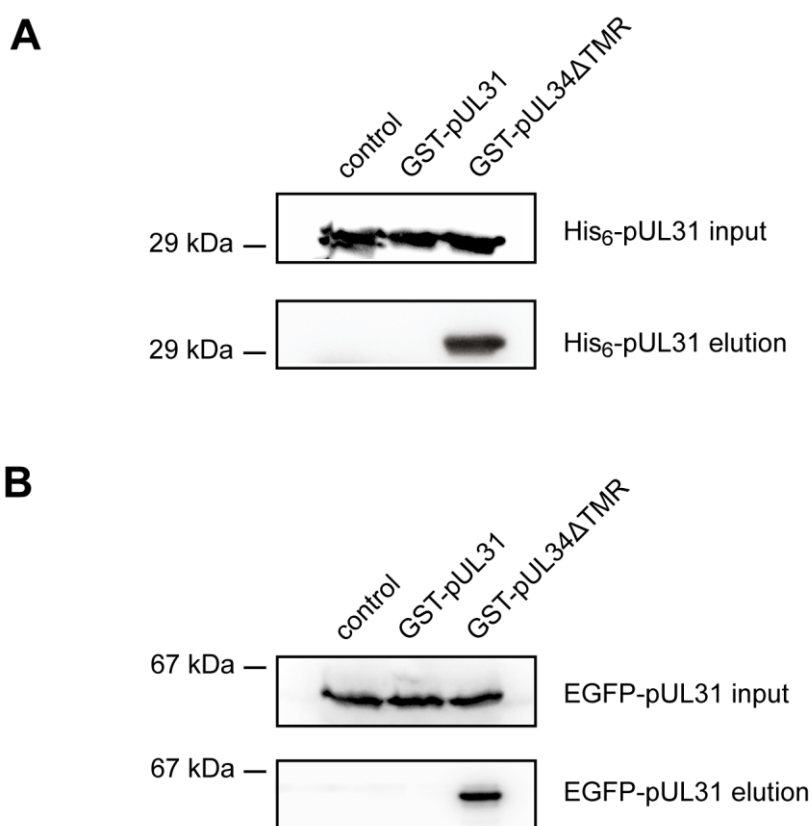 A
control
GST-pUL31
GST-pUL34ΔTMR
29 kDa
His6-pUL31 input
29 kDa
His6-pUL31 elution
B
control
GST-pUL31
GST-pUL34ΔTMR
67 kDa
EGFP-pUL31 input
67 kDa
EGFP-pUL31 elution